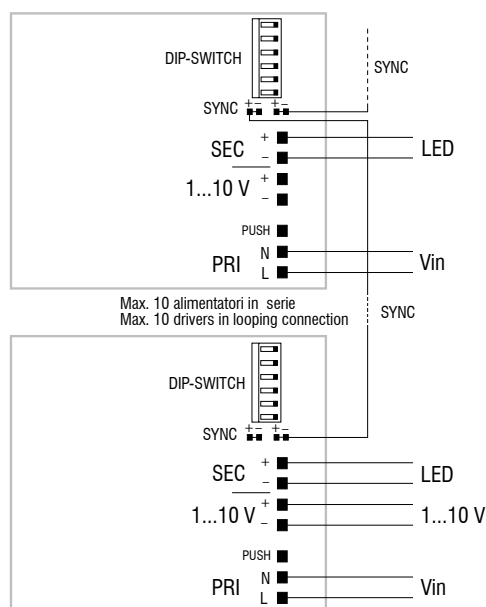 DIP-SWITCH
SYNC
SYNC + – + –
SEC + –
LED
1...10 V + –
PUSH
PRI N L
Vin
Max. 10 alimentatori in serie
Max. 10 drivers in looping connection
SYNC
DIP-SWITCH
SYNC + – + –
SEC + –
LED
1...10 V + –
1...10 V
PUSH
PRI N L
Vin